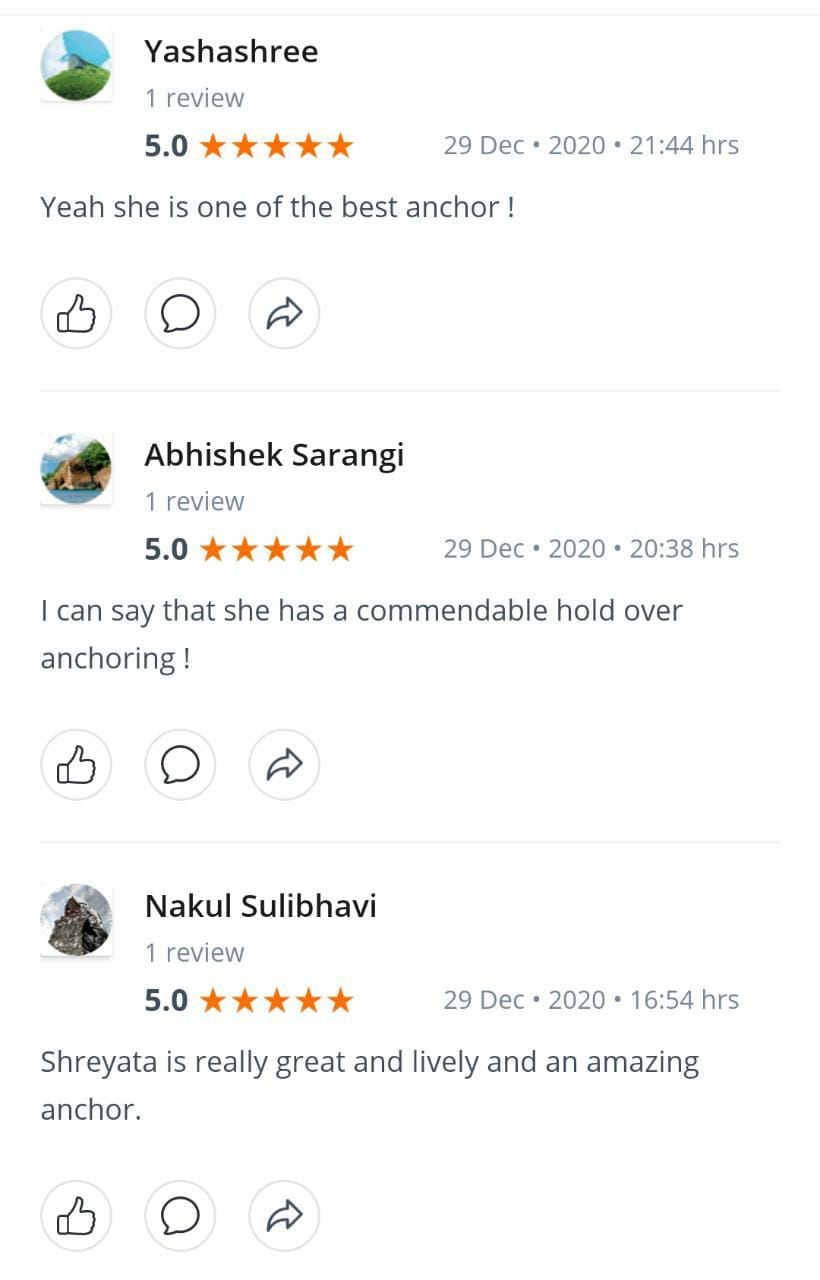 Yashashree
1 review
5.0 ★★★★★ 29 Dec • 2020 • 21:44 hrs
Yeah she is one of the best anchor !
Abhishek Sarangi
1 review
5.0 ★★★★★ 29 Dec • 2020 • 20:38 hrs
I can say that she has a commendable hold over
anchoring !
Nakul Sulibhavi
1 review
5.0 ★★★★★ 29 Dec • 2020 • 16:54 hrs
Shreyata is really great and lively and an amazing
anchor.